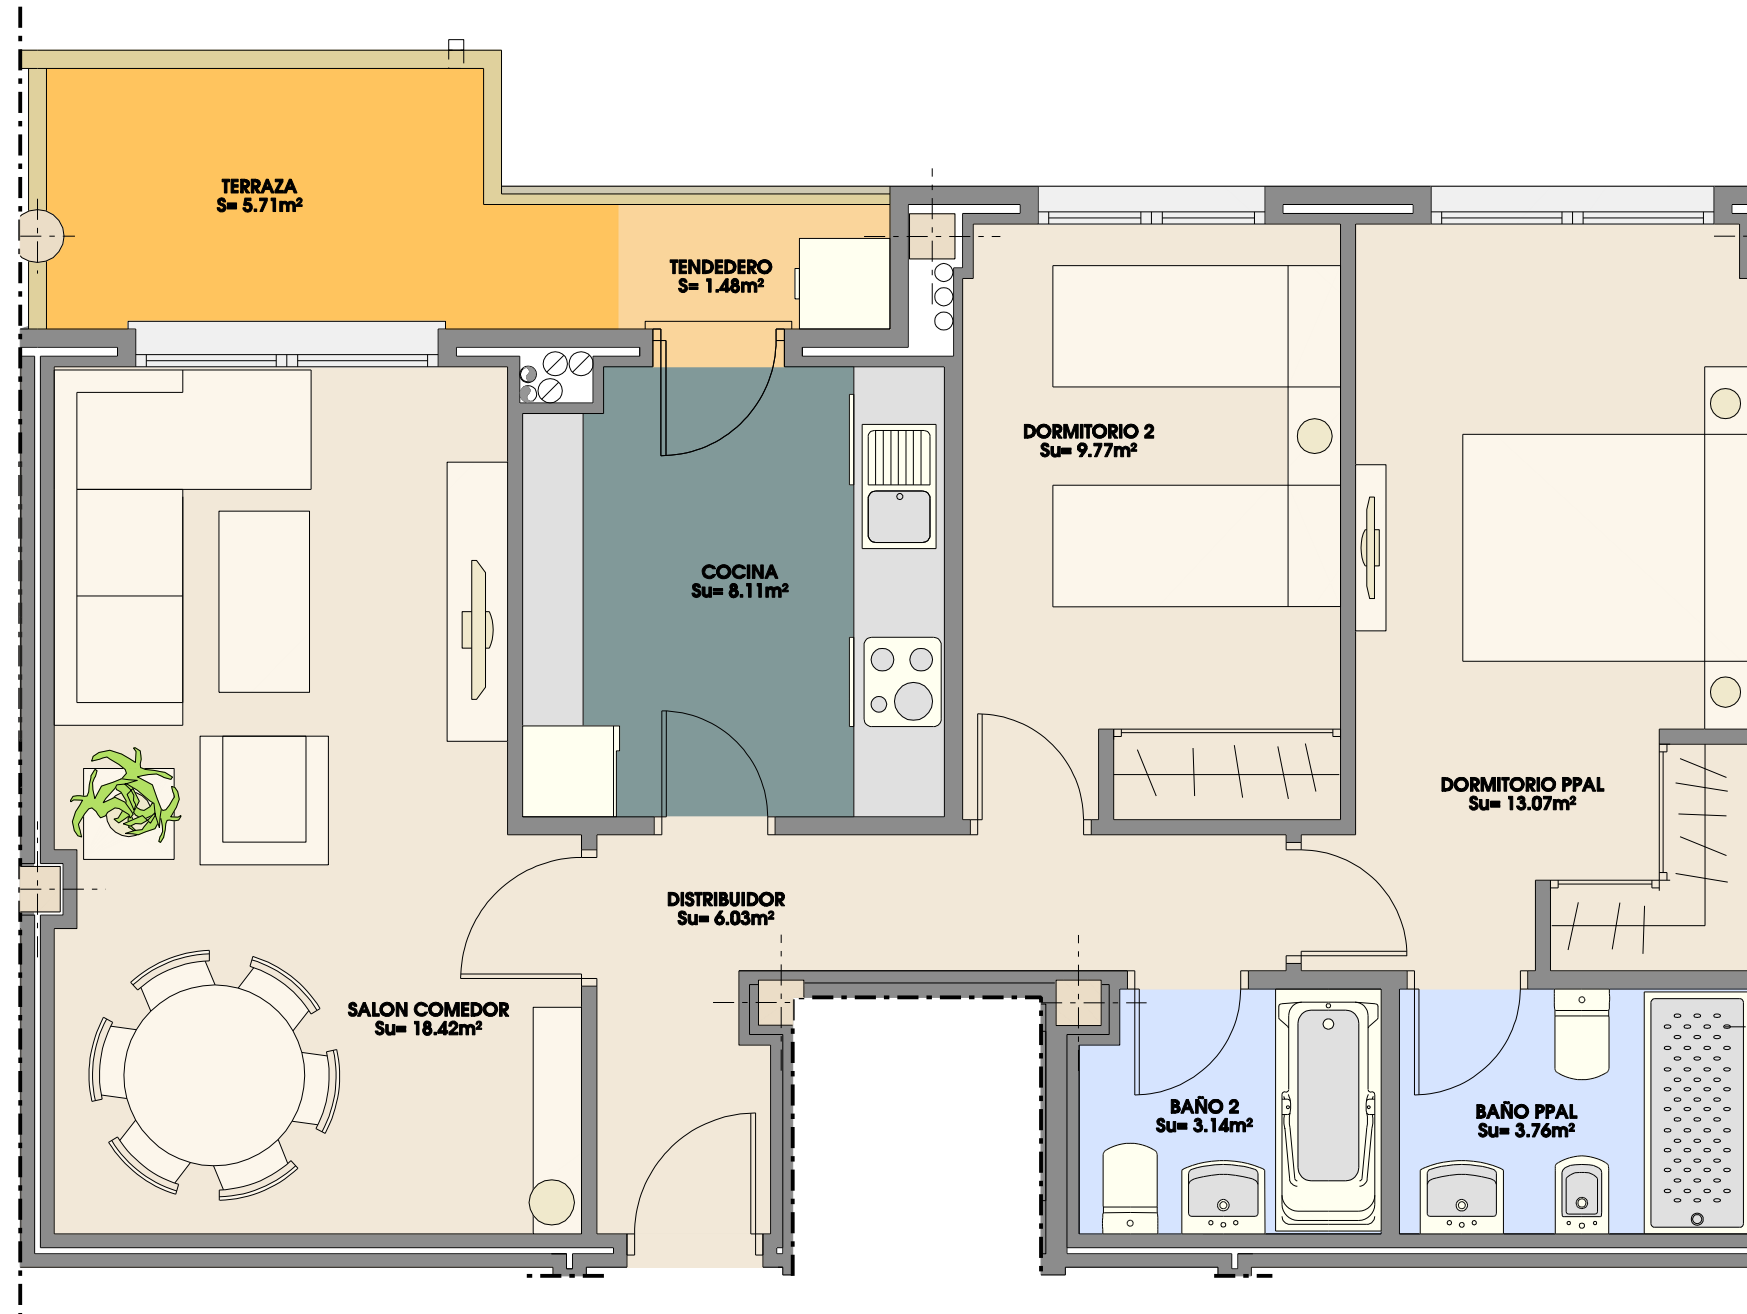 TERRAZA
S= 5.71m²
TENDEDERO
S= 1.48m²
DORMITORIO 2
Su= 9.77m²
COCINA
Su= 8.11m²
DORMITORIO PPAL
Su= 13.07m²
DISTRIBUIDOR
Su= 6.03m²
SALON COMEDOR
Su= 18.42m²
BAÑO 2
Su= 3.14m²
BAÑO PPAL
Su= 3.76m²